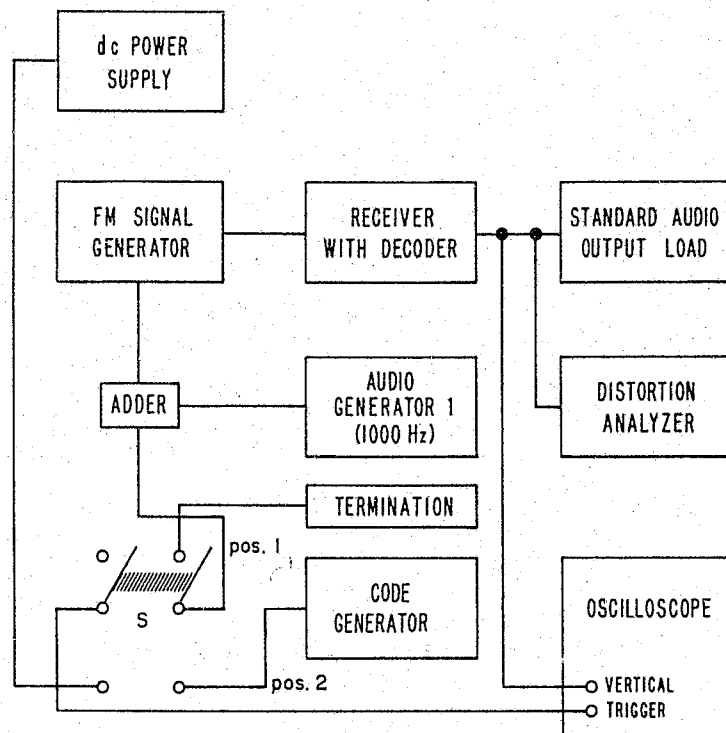 dc POWER
SUPPLY
FM SIGNAL
GENERATOR
RECEIVER
WITH DECODER
STANDARD AUDIO
OUTPUT LOAD
ADDER
AUDIO
GENERATOR 1
(1000 Hz)
DISTORTION
ANALYZER
TERMINATION
pos. 1
S
CODE
GENERATOR
OSCILLOSCOPE
pos. 2
VERTICAL
TRIGGER